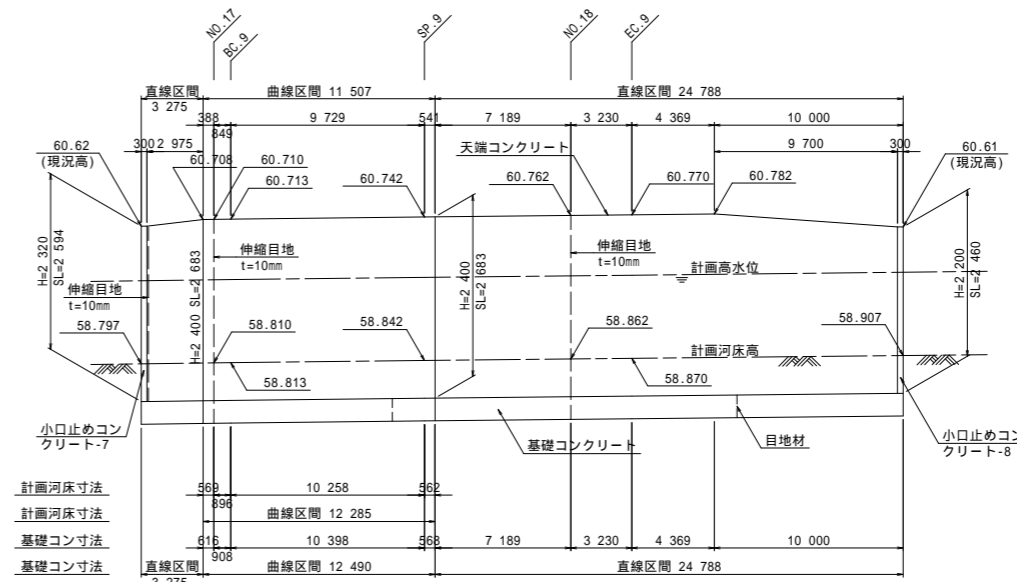 NO.17
BC.9
SP.9
NO.18
EC.9
直線区間
3 275
曲線区間 11 507
直線区間 24 788
388
849
9 729
541
7 189
3 230
4 369
10 000
300
2 975
9 700
300
60.62
(現況高)
60.708
60.710
60.713
60.742
天端コンクリート
60.762
60.770
60.782
60.61
(現況高)
H=2 320
SL=2 594
伸縮目地
t=10mm
H=2 400 SL=2 683
伸縮目地
t=10mm
H=2 400
SL=2 683
伸縮目地
t=10mm
計画高水位
H=2 200
SL=2 460
58.797
58.810
58.813
58.842
58.862
計画河床高
58.870
58.907
小口止めコン
クリート-7
基礎コンクリート
目地材
小口止めコン
クリート-8
計画河床寸法
569
896
10 258
562
計画河床寸法
曲線区間 12 285
基礎コン寸法
616
908
10 398
568
7 189
3 230
4 369
10 000
基礎コン寸法
直線区間
3 275
曲線区間 12 490
直線区間 24 788